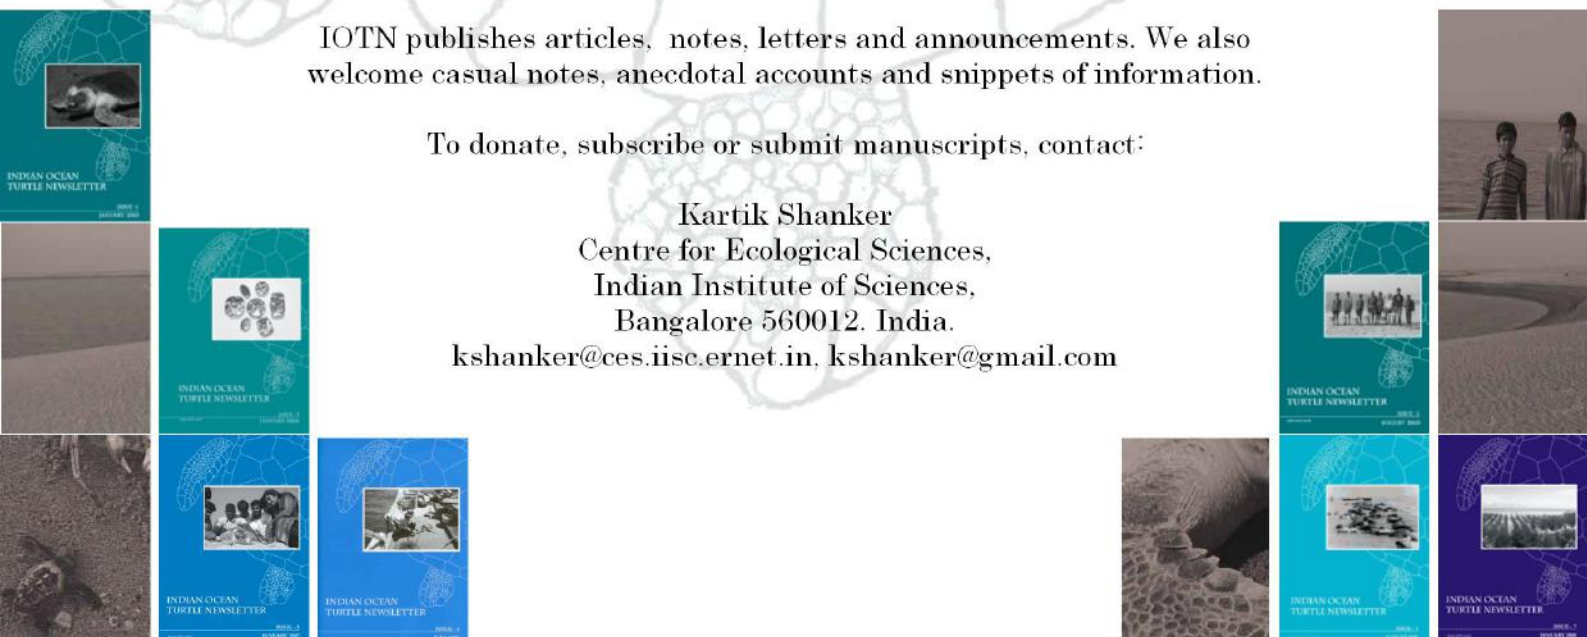 IOTN publishes articles, notes, letters and announcements. We also
welcome casual notes, anecdotal accounts and snippets of information.
To donate, subscribe or submit manuscripts, contact:
Kartik Shanker
Centre for Ecological Sciences,
Indian Institute of Sciences,
Bangalore 560012. India.
kshanker@ces.iisc.ernet.in, kshanker@gmail.com
INDIAN OCEAN
TURTLE NEWSLETTER
INDIAN OCEAN
TURTLE NEWSLETTER
INDIAN OCEAN
TURTLE NEWSLETTER
INDIAN OCEAN
TURTLE NEWSLETTER
INDIAN OCEAN
TURTLE NEWSLETTER
INDIAN OCEAN
TURTLE NEWSLETTER
INDIAN OCEAN
TURTLE NEWSLETTER